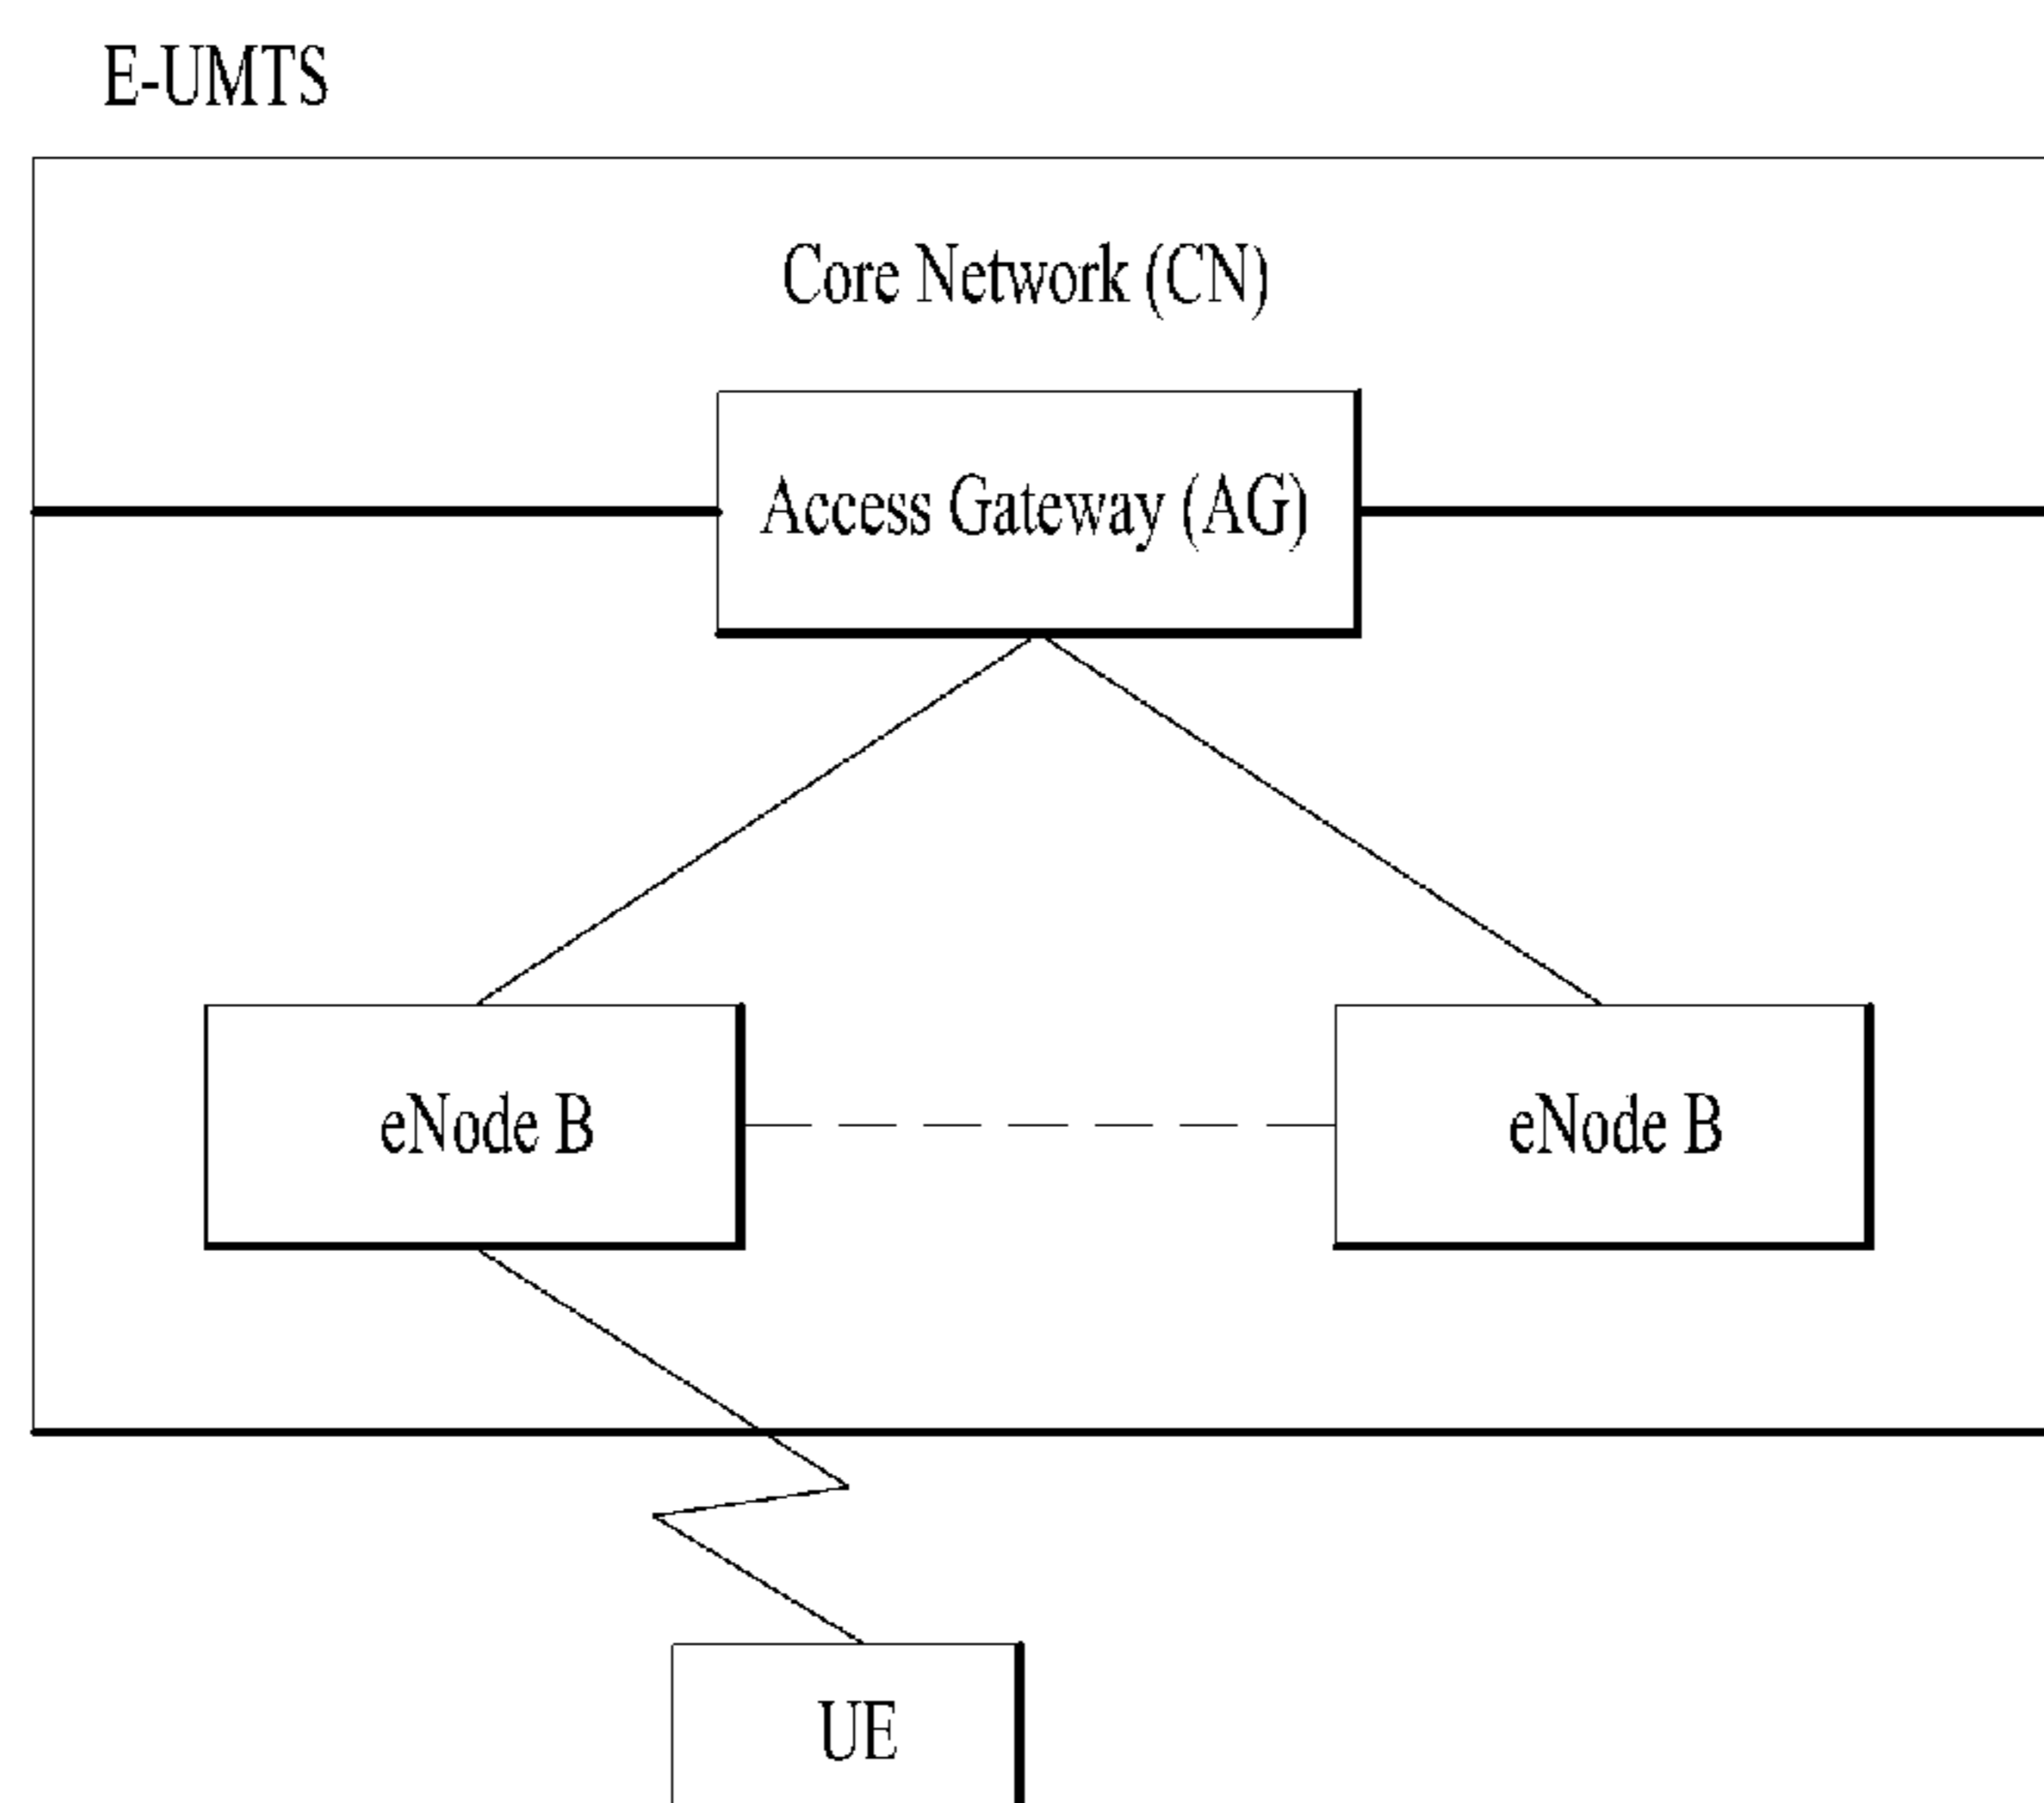 E-UMTS
Core Network (CN)
Access Gateway (AG)
eNode B
eNode B
UE